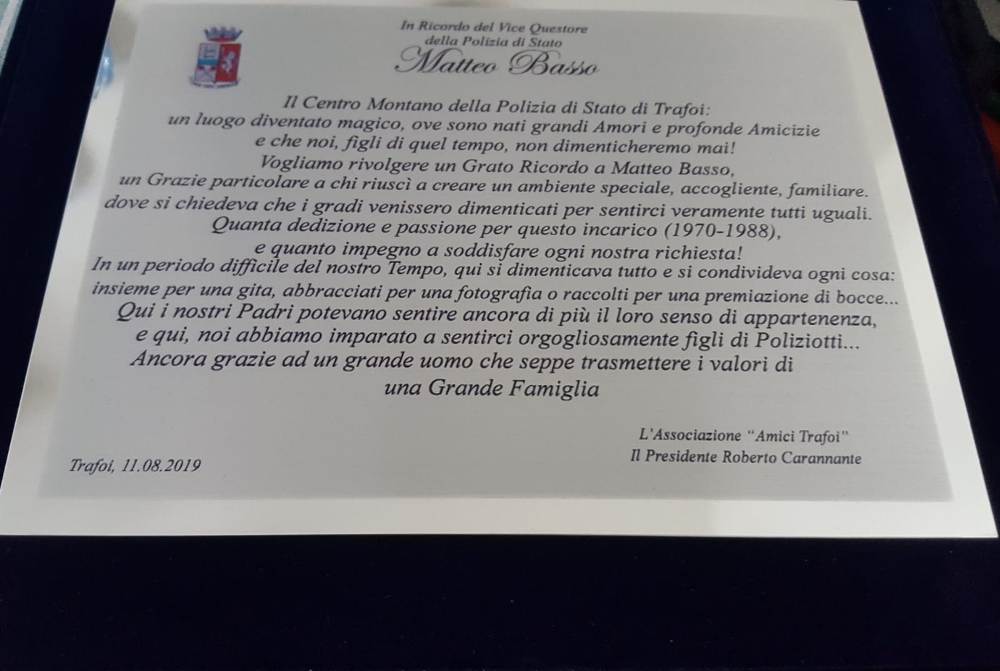 In Ricordo del Vice Questore
della Polizia di Stato
Matteo Basso
Il Centro Montano della Polizia di Stato di Trafoi:
un luogo diventato magico, ove sono nati grandi Amori e profonde Amicizie
e che noi, figli di quel tempo, non dimenticheremo mai!
Vogliamo rivolgere un Grato Ricordo a Matteo Basso,
un Grazie particolare a chi riuscì a creare un ambiente speciale, accogliente, familiare.
dove si chiedeva che i gradi venissero dimenticati per sentirci veramente tutti uguali.
Quanta dedizione e passione per questo incarico (1970-1988),
e quanto impegno a soddisfare ogni nostra richiesta!
In un periodo difficile del nostro Tempo, qui si dimenticava tutto e si condivideva ogni cosa:
insieme per una gita, abbracciati per una fotografia o raccolti per una premiazione di bocce...
Qui i nostri Padri potevano sentire ancora di più il loro senso di appartenenza,
e qui, noi abbiamo imparato a sentirci orgogliosamente figli di Poliziotti...
Ancora grazie ad un grande uomo che seppe trasmettere i valori di
una Grande Famiglia
L'Associazione "Amici Trafoi"
Il Presidente Roberto Carannante
Trafoi, 11.08.2019